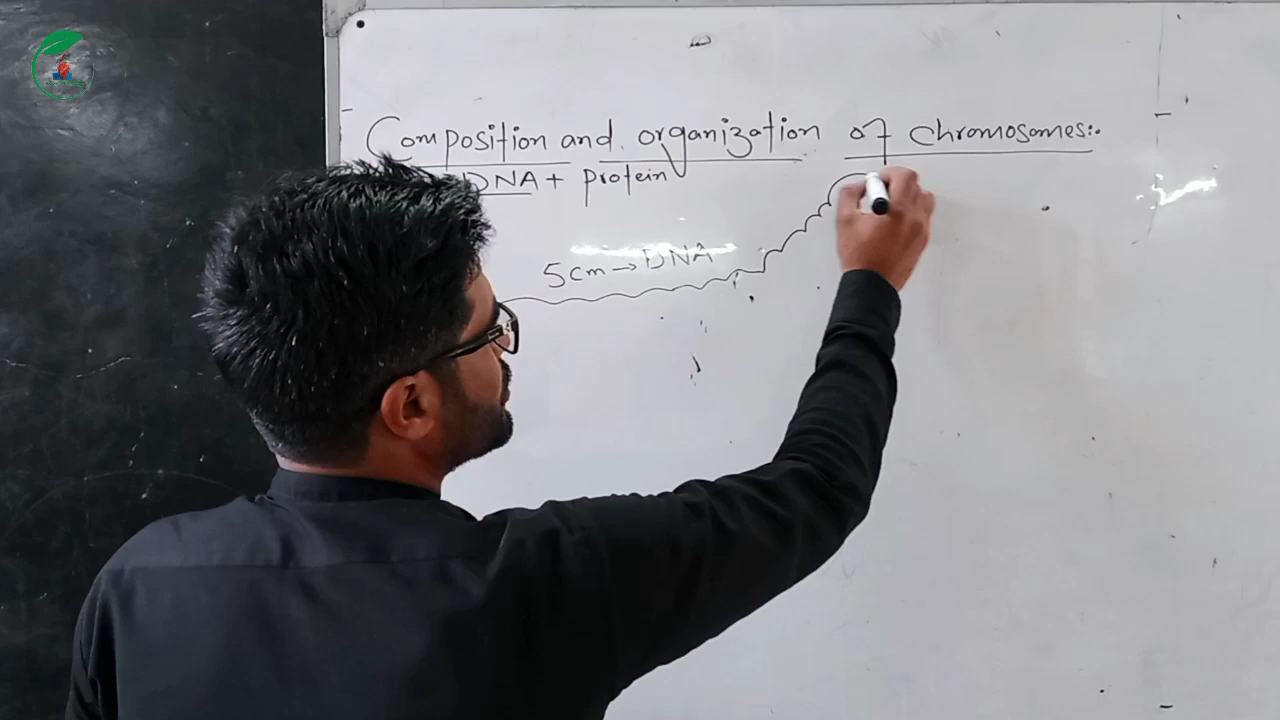 Composition and organization of chromosomes:.
DNA + protein
5cm → DNA